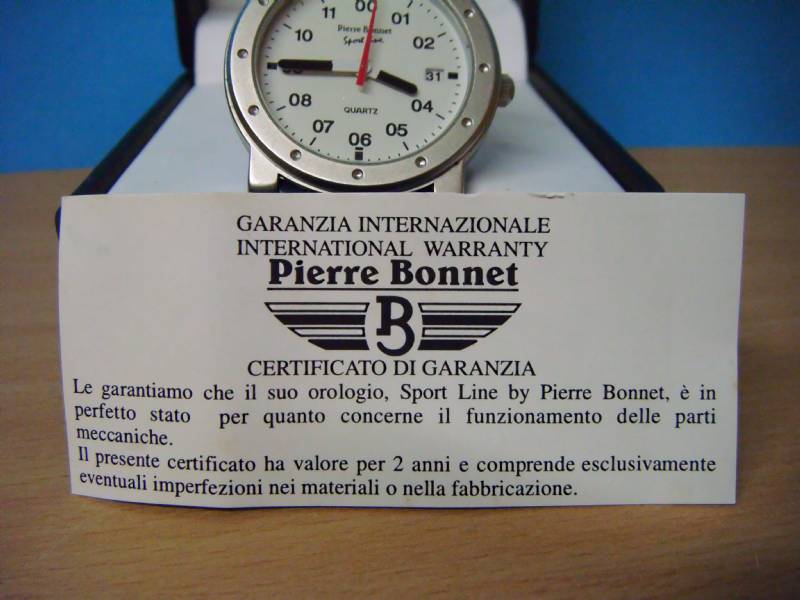 11 00 01
10 02
Pierre Bonnet
Sport Line
31
08 04
QUARTZ
07 05
06
GARANZIA INTERNAZIONALE
INTERNATIONAL WARRANTY
Pierre Bonnet
B
CERTIFICATO DI GARANZIA
Le garantiamo che il suo orologio, Sport Line by Pierre Bonnet, è in
perfetto stato per quanto concerne il funzionamento delle parti
meccaniche.
Il presente certificato ha valore per 2 anni e comprende esclusivamente
eventuali imperfezioni nei materiali o nella fabbricazione.